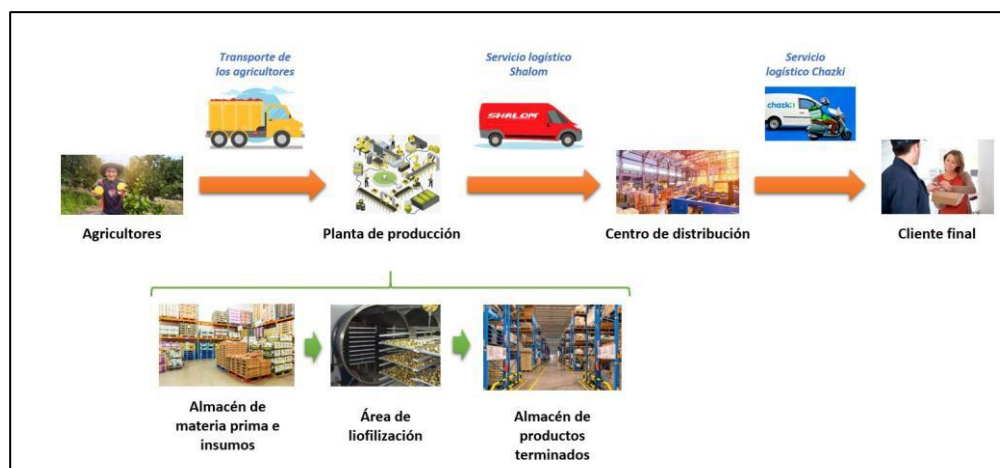 Transporte de
los agricultores
Servicio logístico
Shalom
Servicio
logístico Chazki
SHALOM
chazki
Agricultores
Planta de producción
Centro de distribución
Cliente final
Almacén de
materia prima e
insumos
Área de
liofilización
Almacén de
productos
terminados